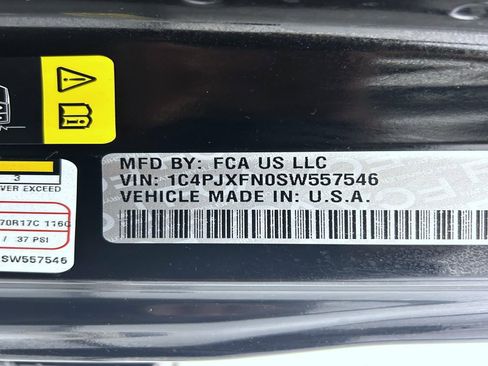 MFD BY: FCA US LLC
VIN: 1C4PJXFN0SW557546
VEHICLE MADE IN: U.S.A.
3
VER EXCEED
70R17C 116
/ 37 PSI
SW557546